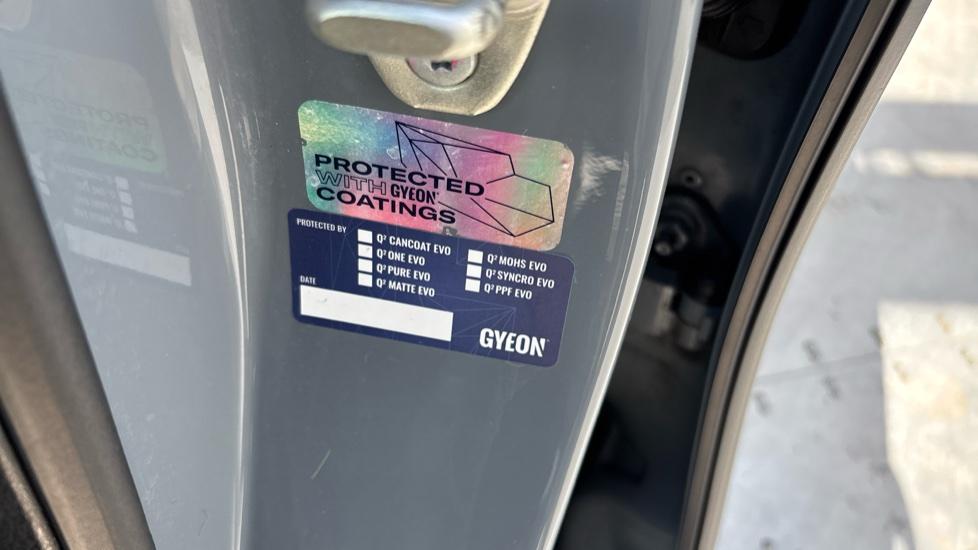 PROTECTED
WITH GYEON
COATINGS
PROTECTED BY
Q² CANCOAT EVO
Q² ONE EVO
Q² PURE EVO
Q² MATTE EVO
Q² MOHS EVO
Q² SYNCRO EVO
Q² PPF EVO
DATE
GYEON